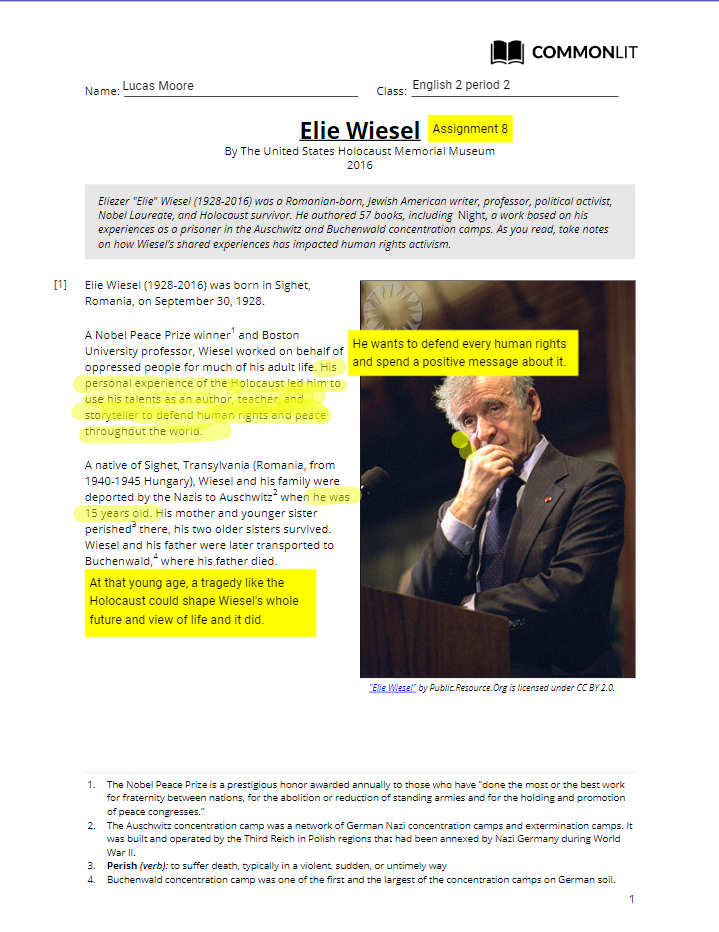 COMMONLIT
Name: Lucas Moore Class: English 2 period 2
Elie Wiesel Assignment 8
By The United States Holocaust Memorial Museum
2016
Eliezer "Elie" Wiesel (1928-2016) was a Romanian-born, Jewish American writer, professor, political activist,
Nobel Laureate, and Holocaust survivor. He authored 57 books, including Night, a work based on his
experiences as a prisoner in the Auschwitz and Buchenwald concentration camps. As you read, take notes
on how Wiesel's shared experiences has impacted human rights activism.
[1] Elie Wiesel (1928-2016) was born in Sighet,
Romania, on September 30, 1928.
A Nobel Peace Prize winner1 and Boston
University professor, Wiesel worked on behalf of
oppressed people for much of his adult life. His
personal experience of the Holocaust led him to
use his talents as an author, teacher, and
storyteller to defend human rights and peace
throughout the world.
He wants to defend every human rights
and spend a positive message about it.
A native of Sighet, Transylvania (Romania, from
1940-1945 Hungary), Wiesel and his family were
deported by the Nazis to Auschwitz2 when he was
15 years old. His mother and younger sister
perished3 there, his two older sisters survived.
Wiesel and his father were later transported to
Buchenwald,4 where his father died.
At that young age, a tragedy like the
Holocaust could shape Wiesel's whole
future and view of life and it did.
"Elie Wiesel" by Public.Resource.Org is licensed under CC BY 2.0.
1. The Nobel Peace Prize is a prestigious honor awarded annually to those who have "done the most or the best work
for fraternity between nations, for the abolition or reduction of standing armies and for the holding and promotion
of peace congresses."
2. The Auschwitz concentration camp was a network of German Nazi concentration camps and extermination camps. It
was built and operated by the Third Reich in Polish regions that had been annexed by Nazi Germany during World
War II.
3. Perish (verb): to suffer death, typically in a violent, sudden, or untimely way
4. Buchenwald concentration camp was one of the first and the largest of the concentration camps on German soil.
1